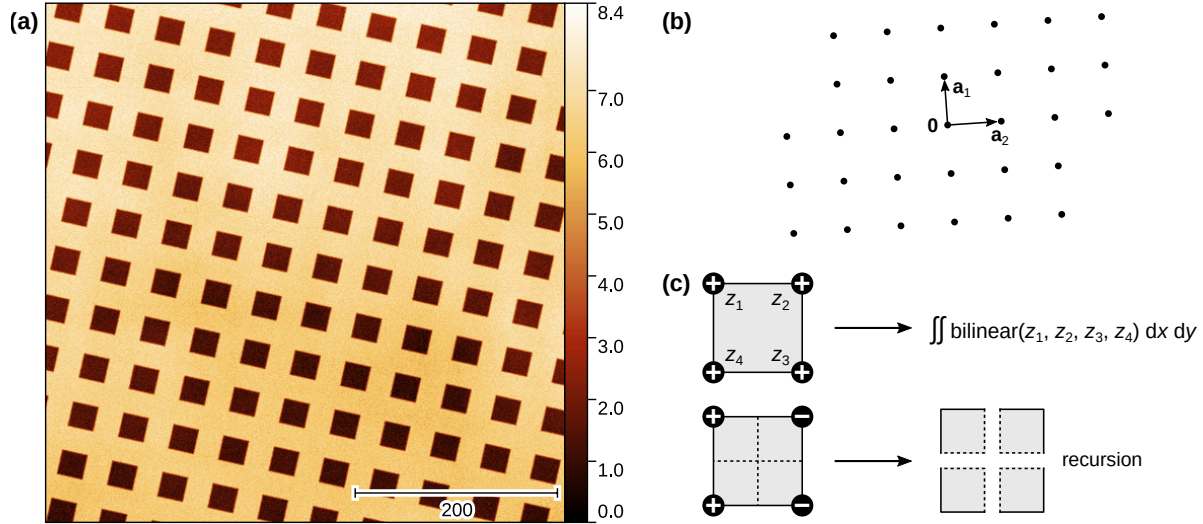 (a)
8.4
7.0
6.0
5.0
4.0
3.0
2.0
1.0
0.0
200
(b)
a1
0
a2
(c)
z1 z2
z4 z3
∬ bilinear(z1, z2, z3, z4) dx dy
recursion